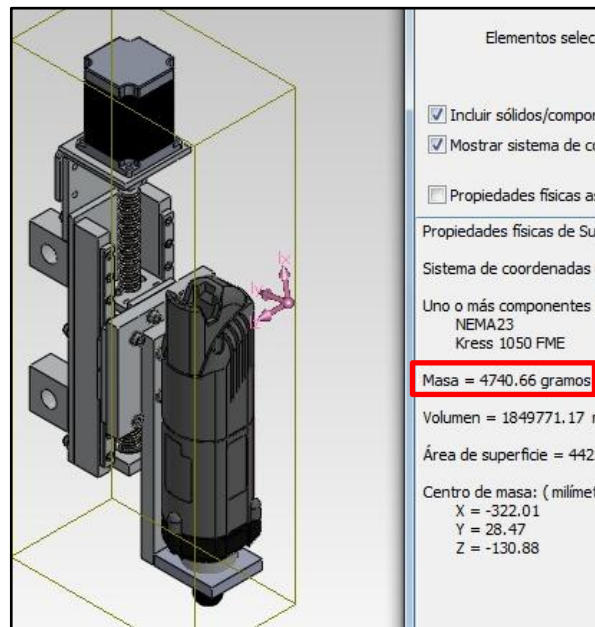 Elementos selec
Incluir sólidos/compon
Mostrar sistema de co
Propiedades físicas as
Propiedades físicas de Su
Sistema de coordenadas
Uno o más componentes
NEMA23
Kress 1050 FME
Masa = 4740.66 gramos
Volumen = 1849771.17
Área de superficie = 442
Centro de masa: ( milímet
X = -322.01
Y = 28.47
Z = -130.88